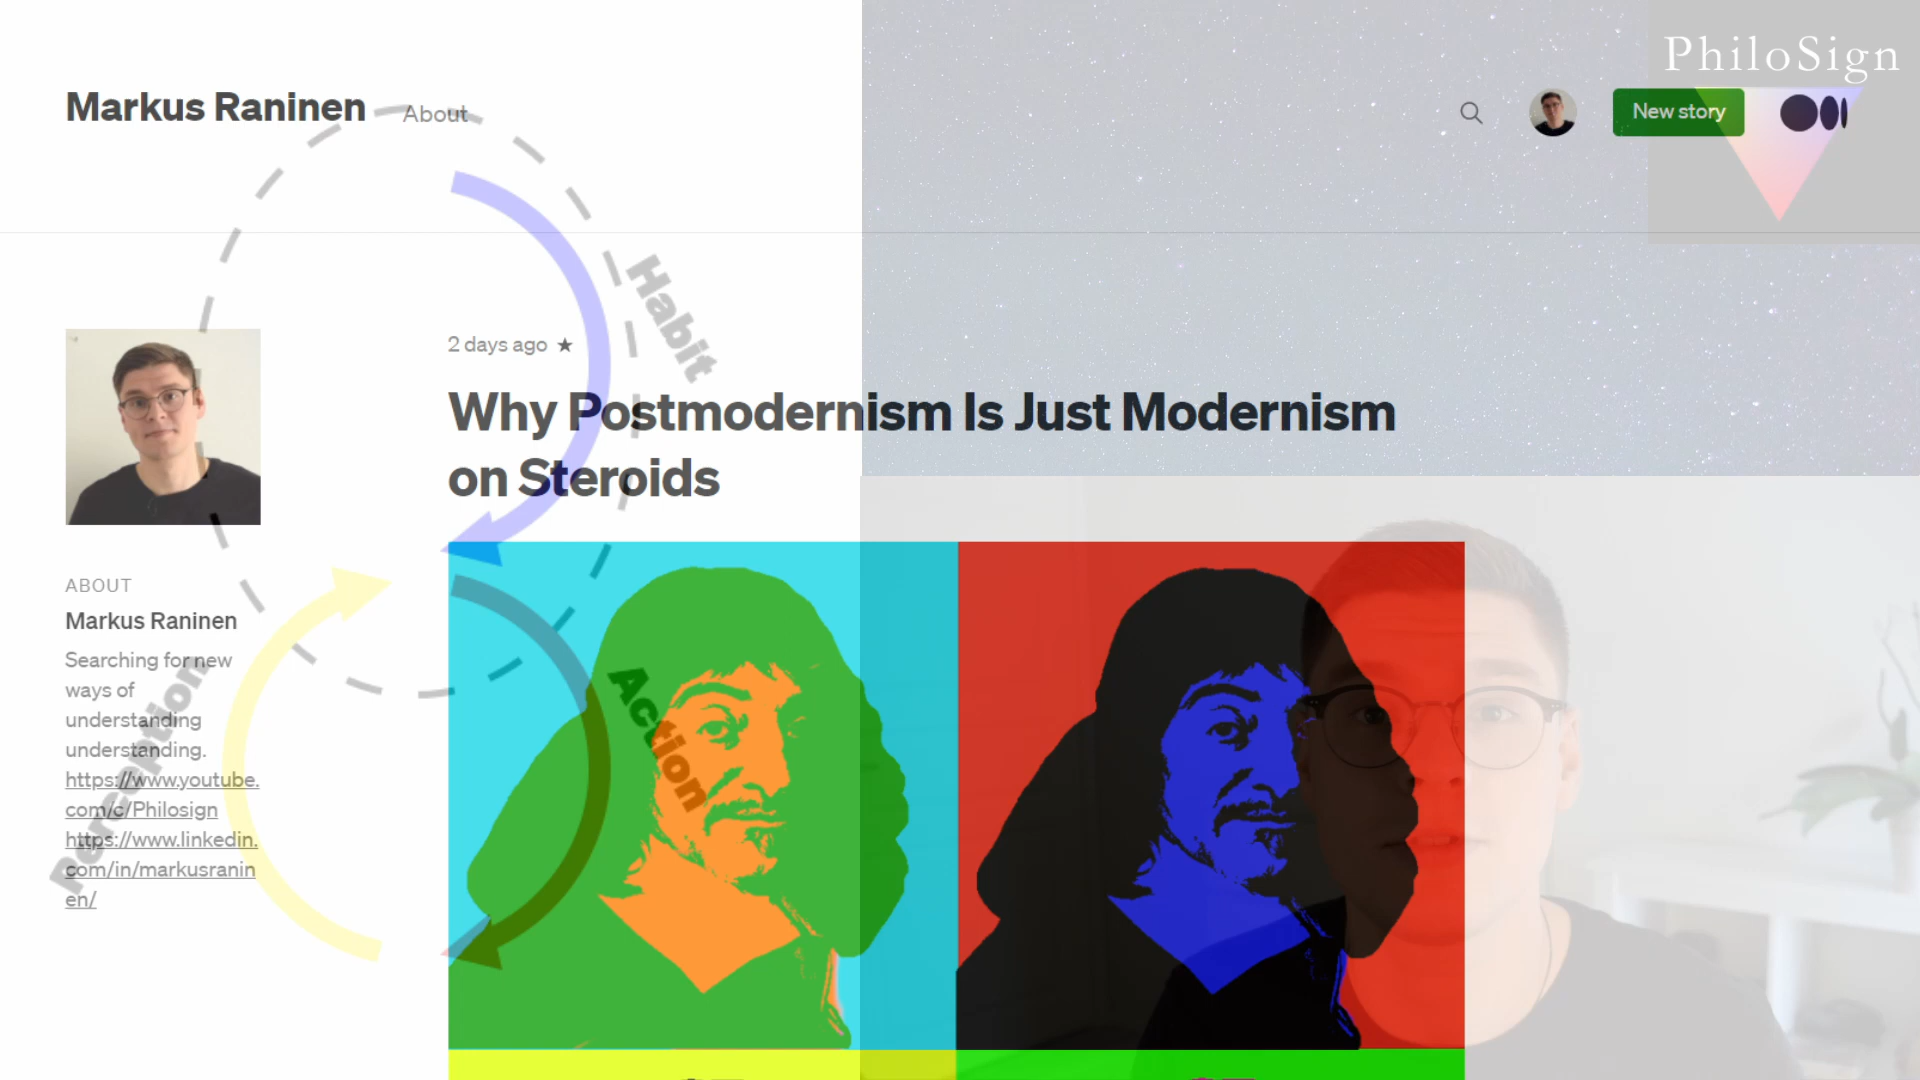 PhiloSign
Markus Raninen
About
New story
Habit
2 days ago ★
Why Postmodernism Is Just Modernism
on Steroids
ABOUT
Markus Raninen
Searching for new
ways of
understanding
understanding.
https://www.youtube.
com/c/Philosign
https://www.linkedin.
com/in/markusranin
en/
Perception
Action